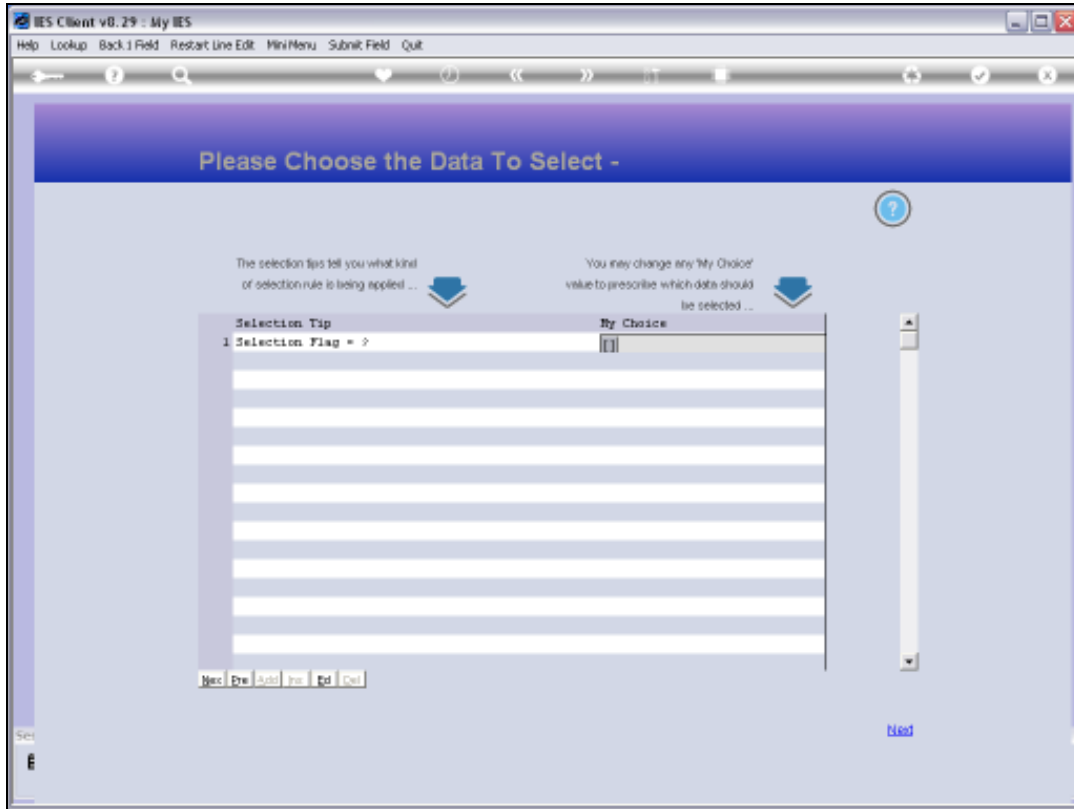 IES Client v8.29 : My IES
Help Lookup Back 1 Field Restart Line Edit MiniMenu Submit Field Quit
Please Choose the Data To Select -
The selection tips tell you what kind
of selection rule is being applied ...
You may change any 'My Choice'
value to prescribe which data should
be selected ...
Selection Tip My Choice
1 Selection Flag = ? []
Nex Pre Add Ins Ed Del
Next